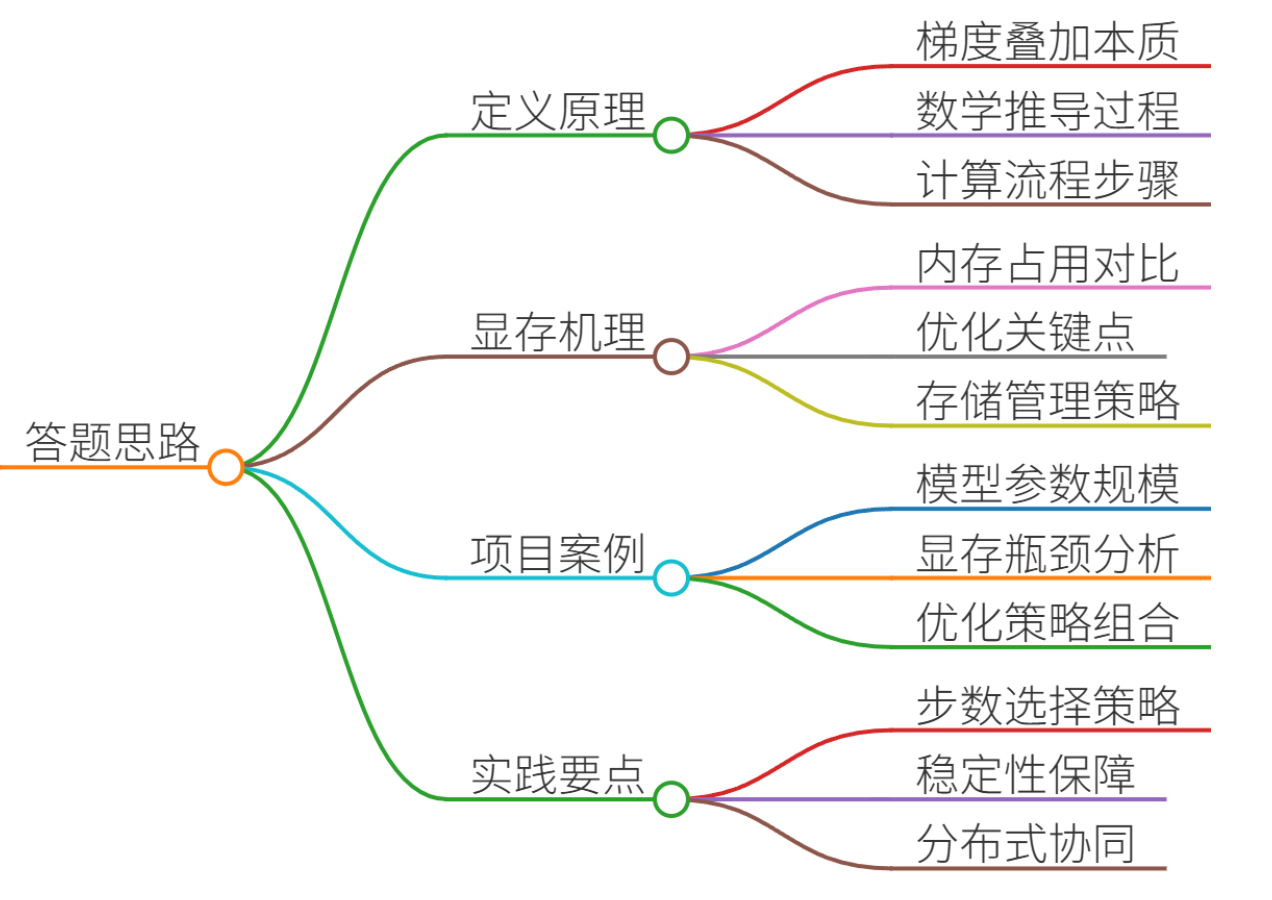 答题思路
定义原理
梯度叠加本质
数学推导过程
计算流程步骤
显存机理
内存占用对比
优化关键点
存储管理策略
项目案例
模型参数规模
显存瓶颈分析
优化策略组合
实践要点
步数选择策略
稳定性保障
分布式协同